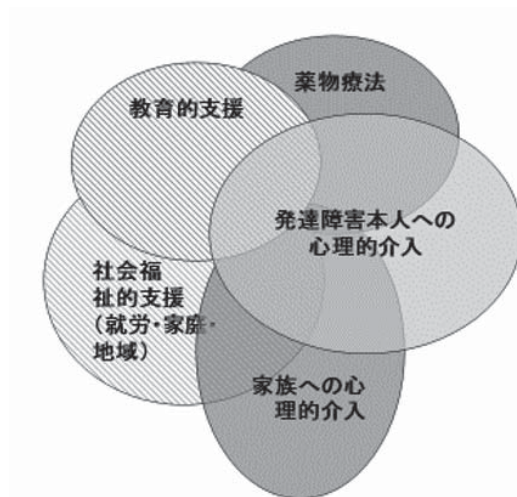 薬物療法
教育的支援
発達障害本人への
心理的介入
社会福
祉的支援
（就労・家庭・
地域）
家族への心
理的介入